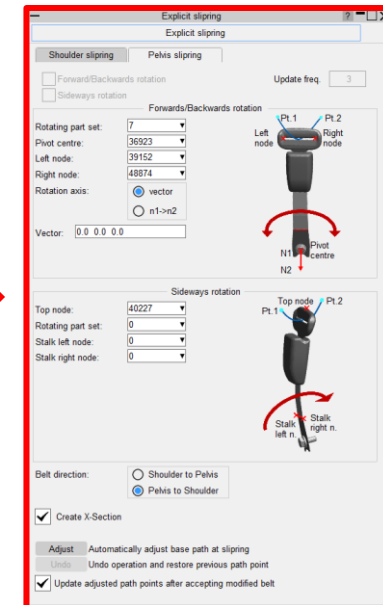 Explicit slipring
?
Explicit slipring
Shoulder slipring
Pelvis slipring
Forward/Backwards rotation
Update freq.
3
Sideways rotation
Forwards/Backwards rotation
Rotating part set:
7
Pivot centre:
36923
Left node:
39152
Right node:
48874
Rotation axis:
vector
n1->n2
Vector:
0.0 0.0 0.0
Pt.1
Pt.2
Left
node
Right
node
N1
Pivot
centre
N2
Sideways rotation
Top node:
40227
Rotating part set:
0
Stalk left node:
0
Stalk right node:
0
Top node
Pt.2
Pt.1
Stalk
left n.
Stalk
right n.
Belt direction:
Shoulder to Pelvis
Pelvis to Shoulder
Create X-Section
Adjust
Automatically adjust base path at slipring
Undo
Undo operation and restore previous path point
Update adjusted path points after accepting modified belt